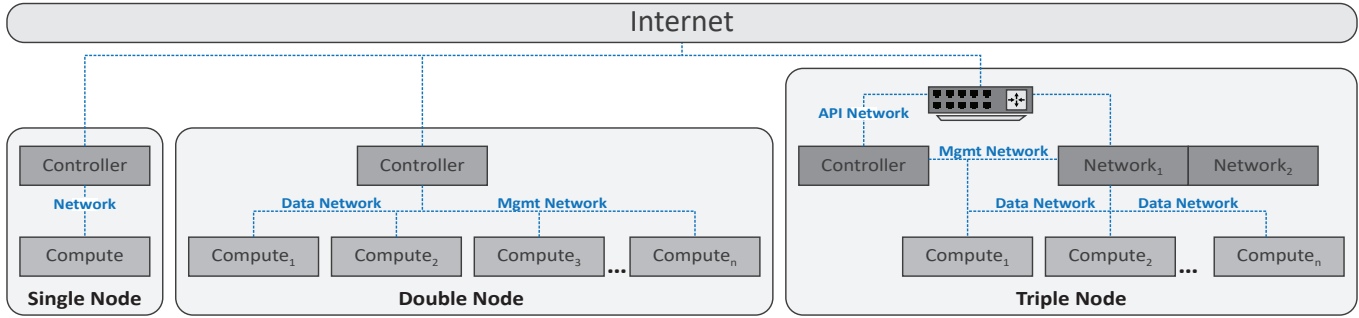 Internet
API Network
Controller
Controller
Controller
Mgmt Network
Network₁
Network₂
Network
Data Network
Mgmt Network
Data Network
Data Network
Compute
Compute₁
Compute₂
Compute₃
...
Computeₙ
Compute₁
Compute₂
...
Computeₙ
Single Node
Double Node
Triple Node